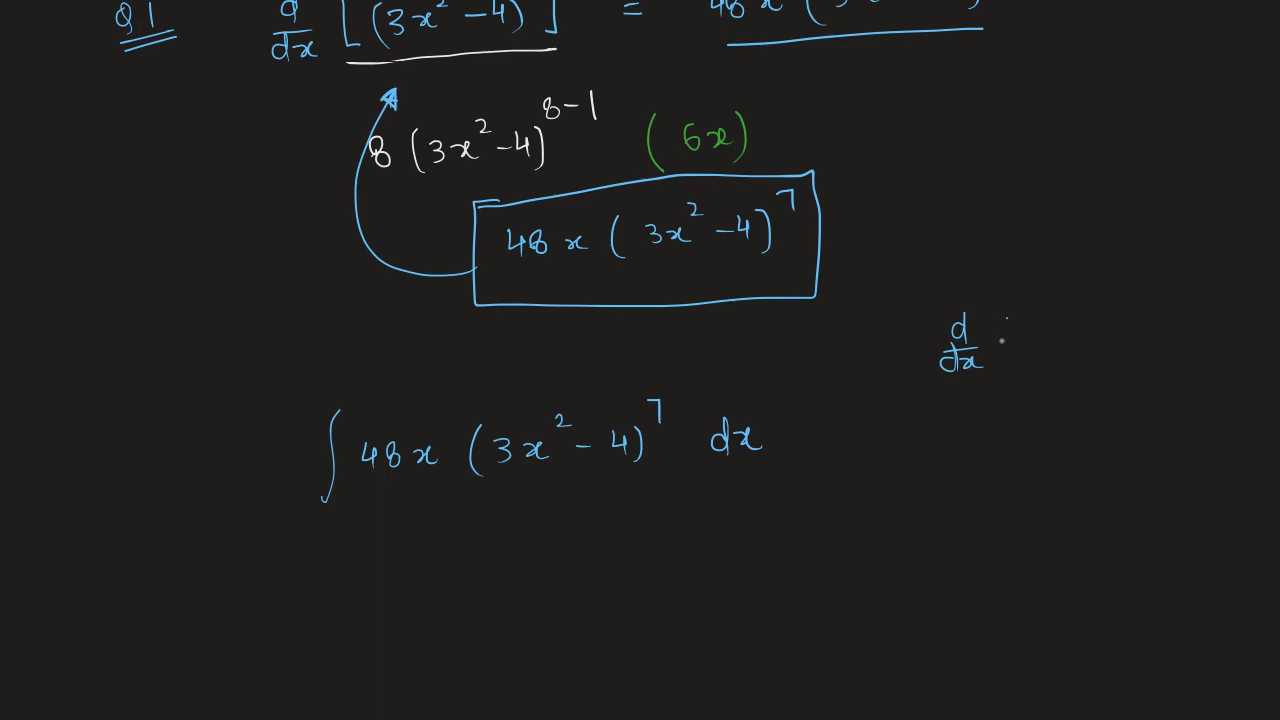 Q.1 d/dx [(3x² - 4)] = 48x (
8 (3x² - 4)^(8-1) (6x)
48x (3x² - 4)⁷
d/dx
∫ 48x (3x² - 4)⁷ dx